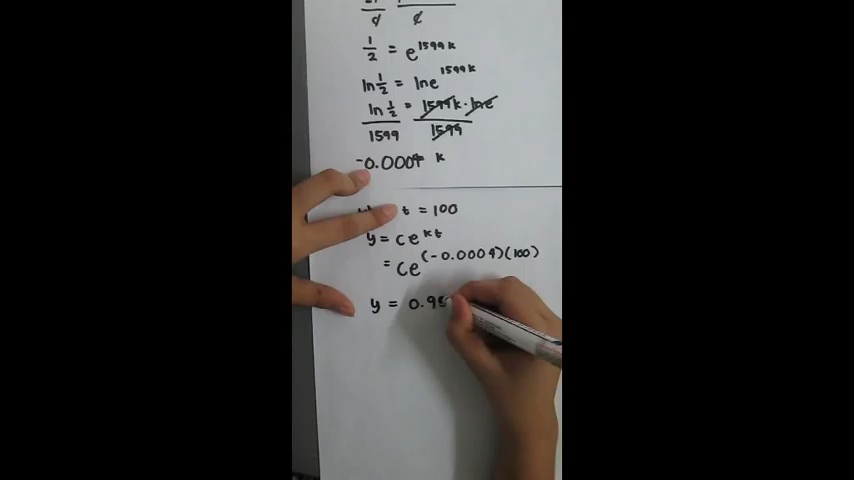 ¢ ¢
1/2 = e^1599k
ln 1/2 = ln e^1599k
ln 1/2 = 1599k · ln e
1599 1599
-0.0004 k
t = 100
y = ce^kt
= ce^(-0.0004)(100)
y = 0.98